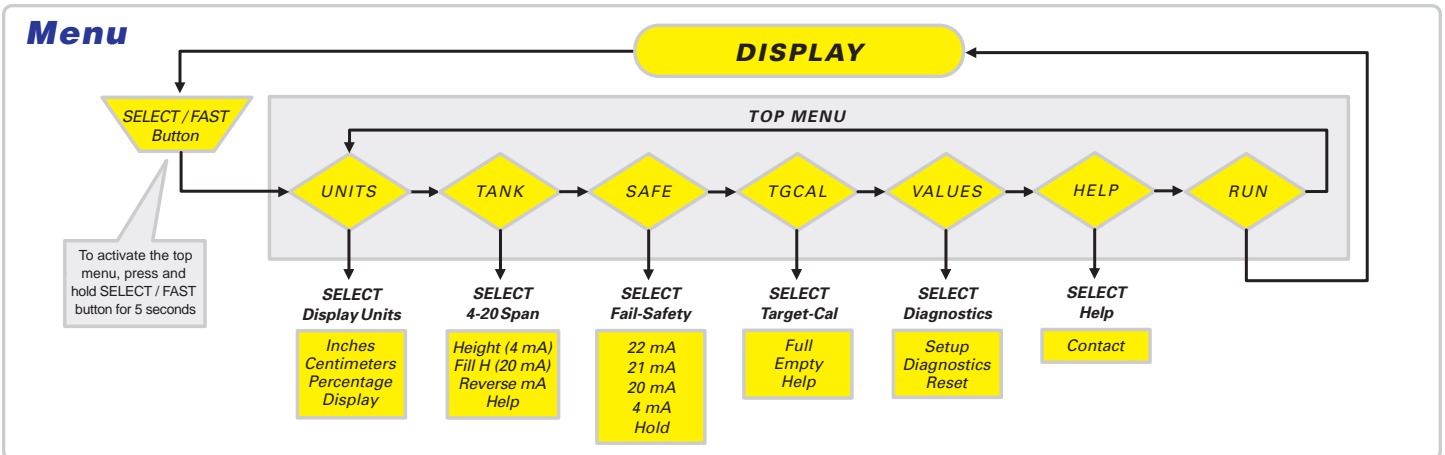 Menu
DISPLAY
SELECT / FAST
Button
TOP MENU
UNITS
TANK
SAFE
TGCAL
VALUES
HELP
RUN
To activate the top
menu, press and
hold SELECT / FAST
button for 5 seconds
SELECT
Display Units
Inches
Centimeters
Percentage
Display
SELECT
4-20 Span
Height (4 mA)
Fill H (20 mA)
Reverse mA
Help
SELECT
Fail-Safety
22 mA
21 mA
20 mA
4 mA
Hold
SELECT
Target-Cal
Full
Empty
Help
SELECT
Diagnostics
Setup
Diagnostics
Reset
SELECT
Help
Contact